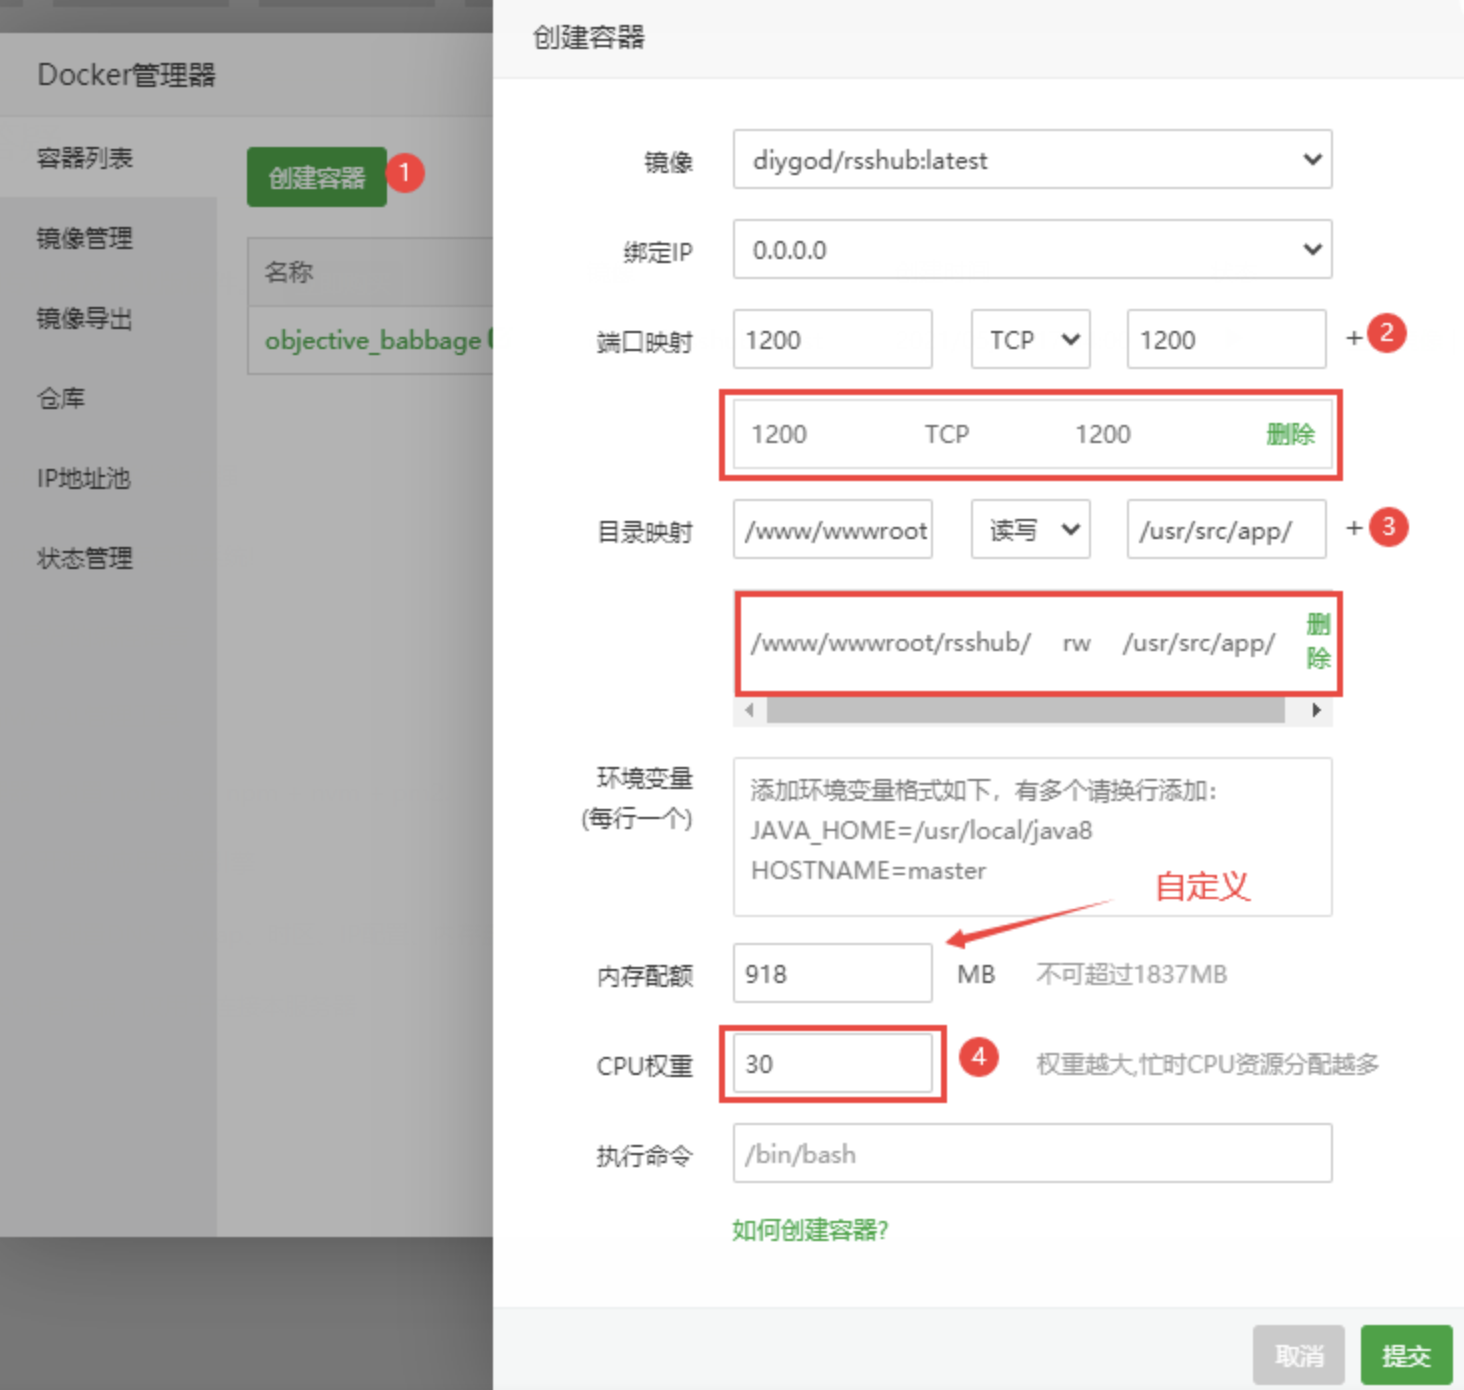 Docker管理器
容器列表
镜像管理
镜像导出
仓库
IP地址池
状态管理
创建容器 1
名称
objective_babbage
创建容器
镜像 diygod/rsshub:latest
绑定IP 0.0.0.0
端口映射 1200 TCP 1200 + 2
1200 TCP 1200 删除
目录映射 /www/wwwroot 读写 /usr/src/app/ + 3
/www/wwwroot/rsshub/ rw /usr/src/app/ 删除
环境变量
(每行一个)
添加环境变量格式如下，有多个请换行添加:
JAVA_HOME=/usr/local/java8
HOSTNAME=master
自定义
内存配额 918 MB 不可超过1837MB
CPU权重 30 4 权重越大,忙时CPU资源分配越多
执行命令 /bin/bash
如何创建容器?
取消 提交